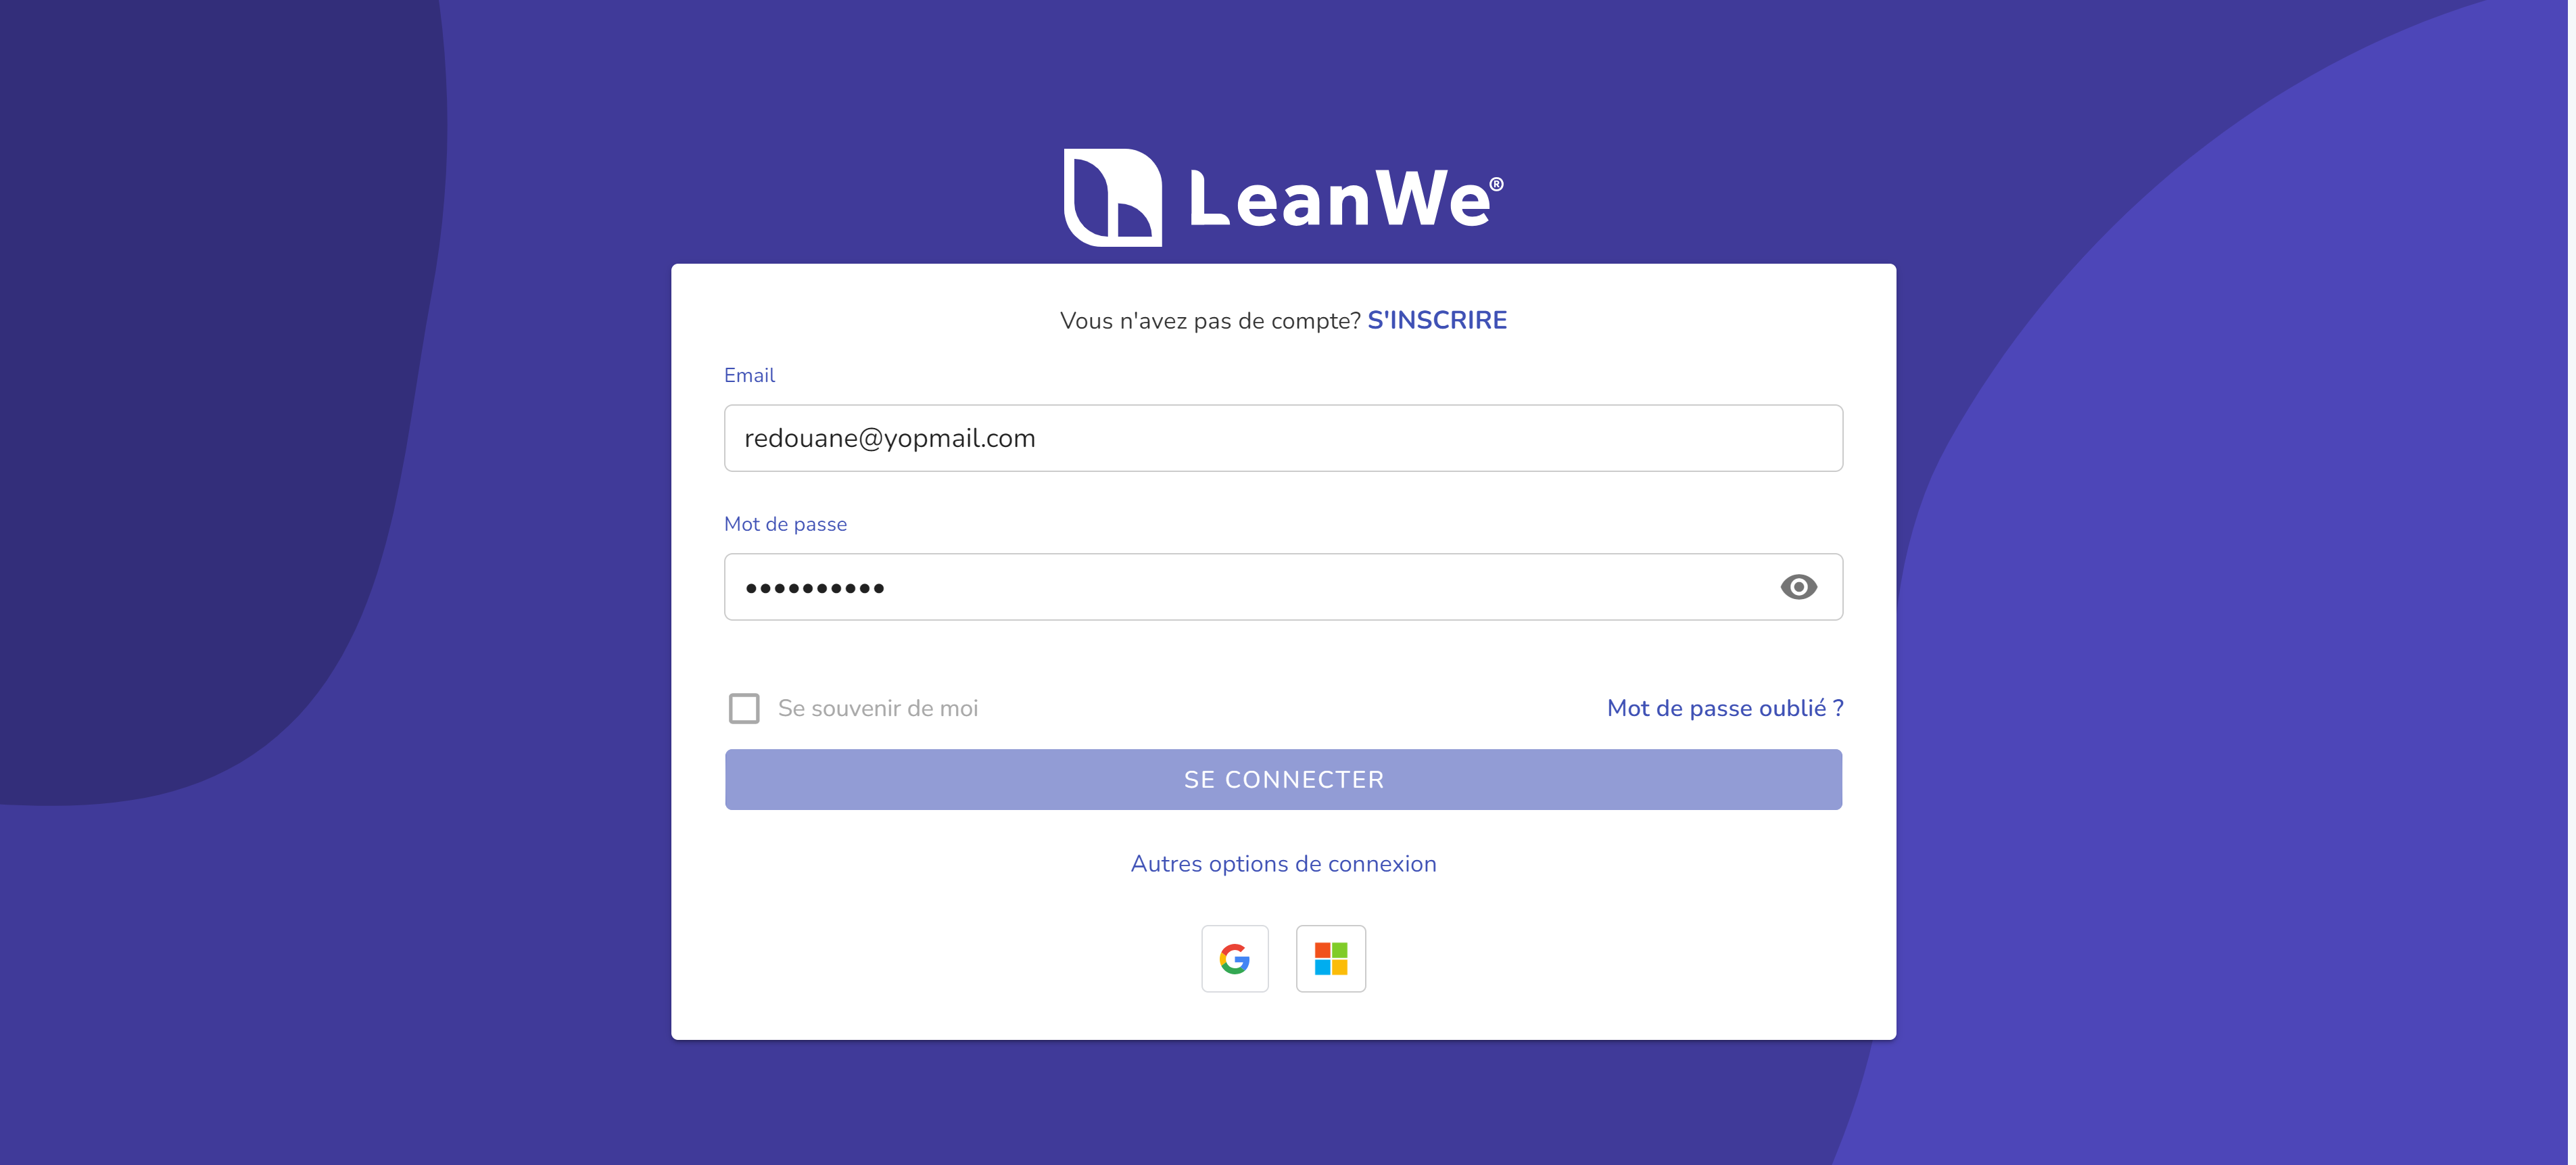 LeanWe®
Vous n'avez pas de compte? S'INSCRIRE
Email
redouane@yopmail.com
Mot de passe
••••••••••
Se souvenir de moi
Mot de passe oublié ?
SE CONNECTER
Autres options de connexion